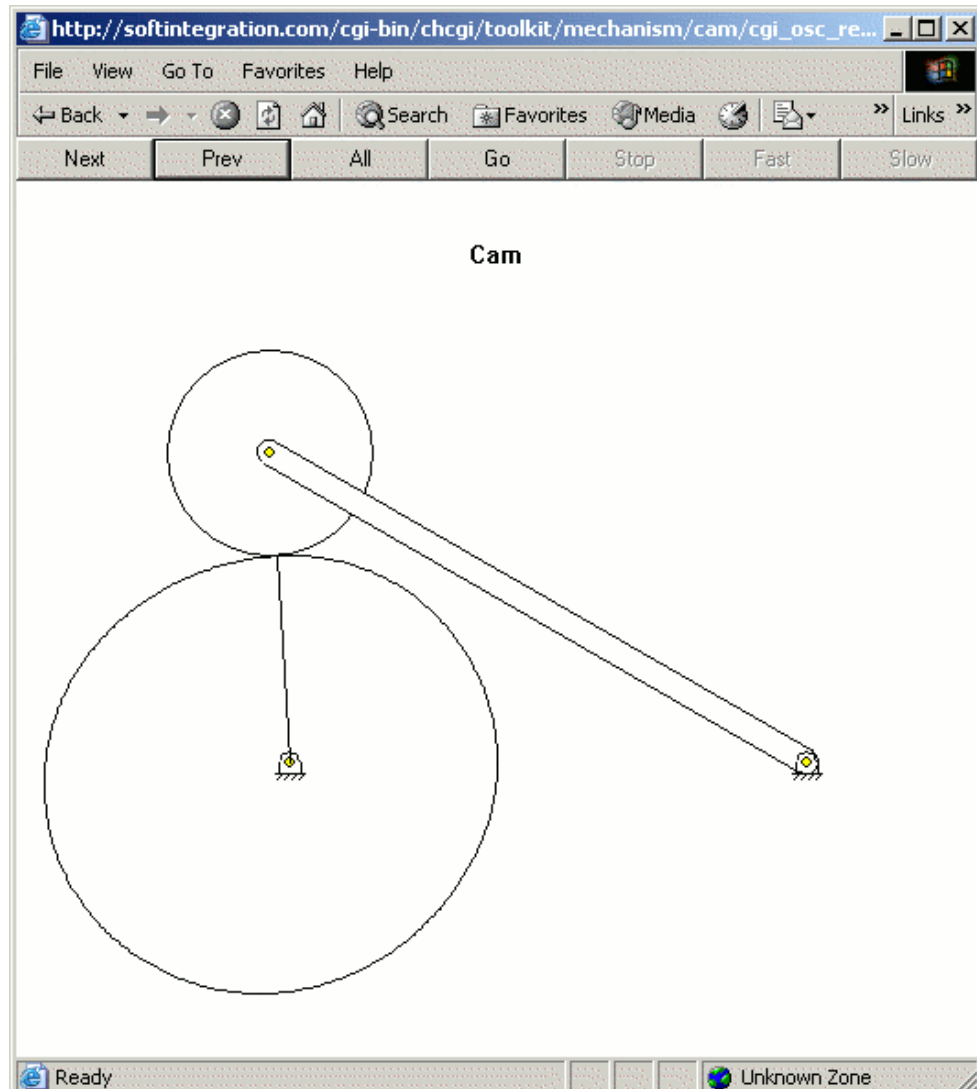 http://softintegration.com/cgi-bin/chcgi/toolkit/mechanism/cam/cgi_osc_re...
File View Go To Favorites Help
Back Search Favorites Media » Links »
Next Prev All Go Stop Fast Slow
Cam
Ready Unknown Zone